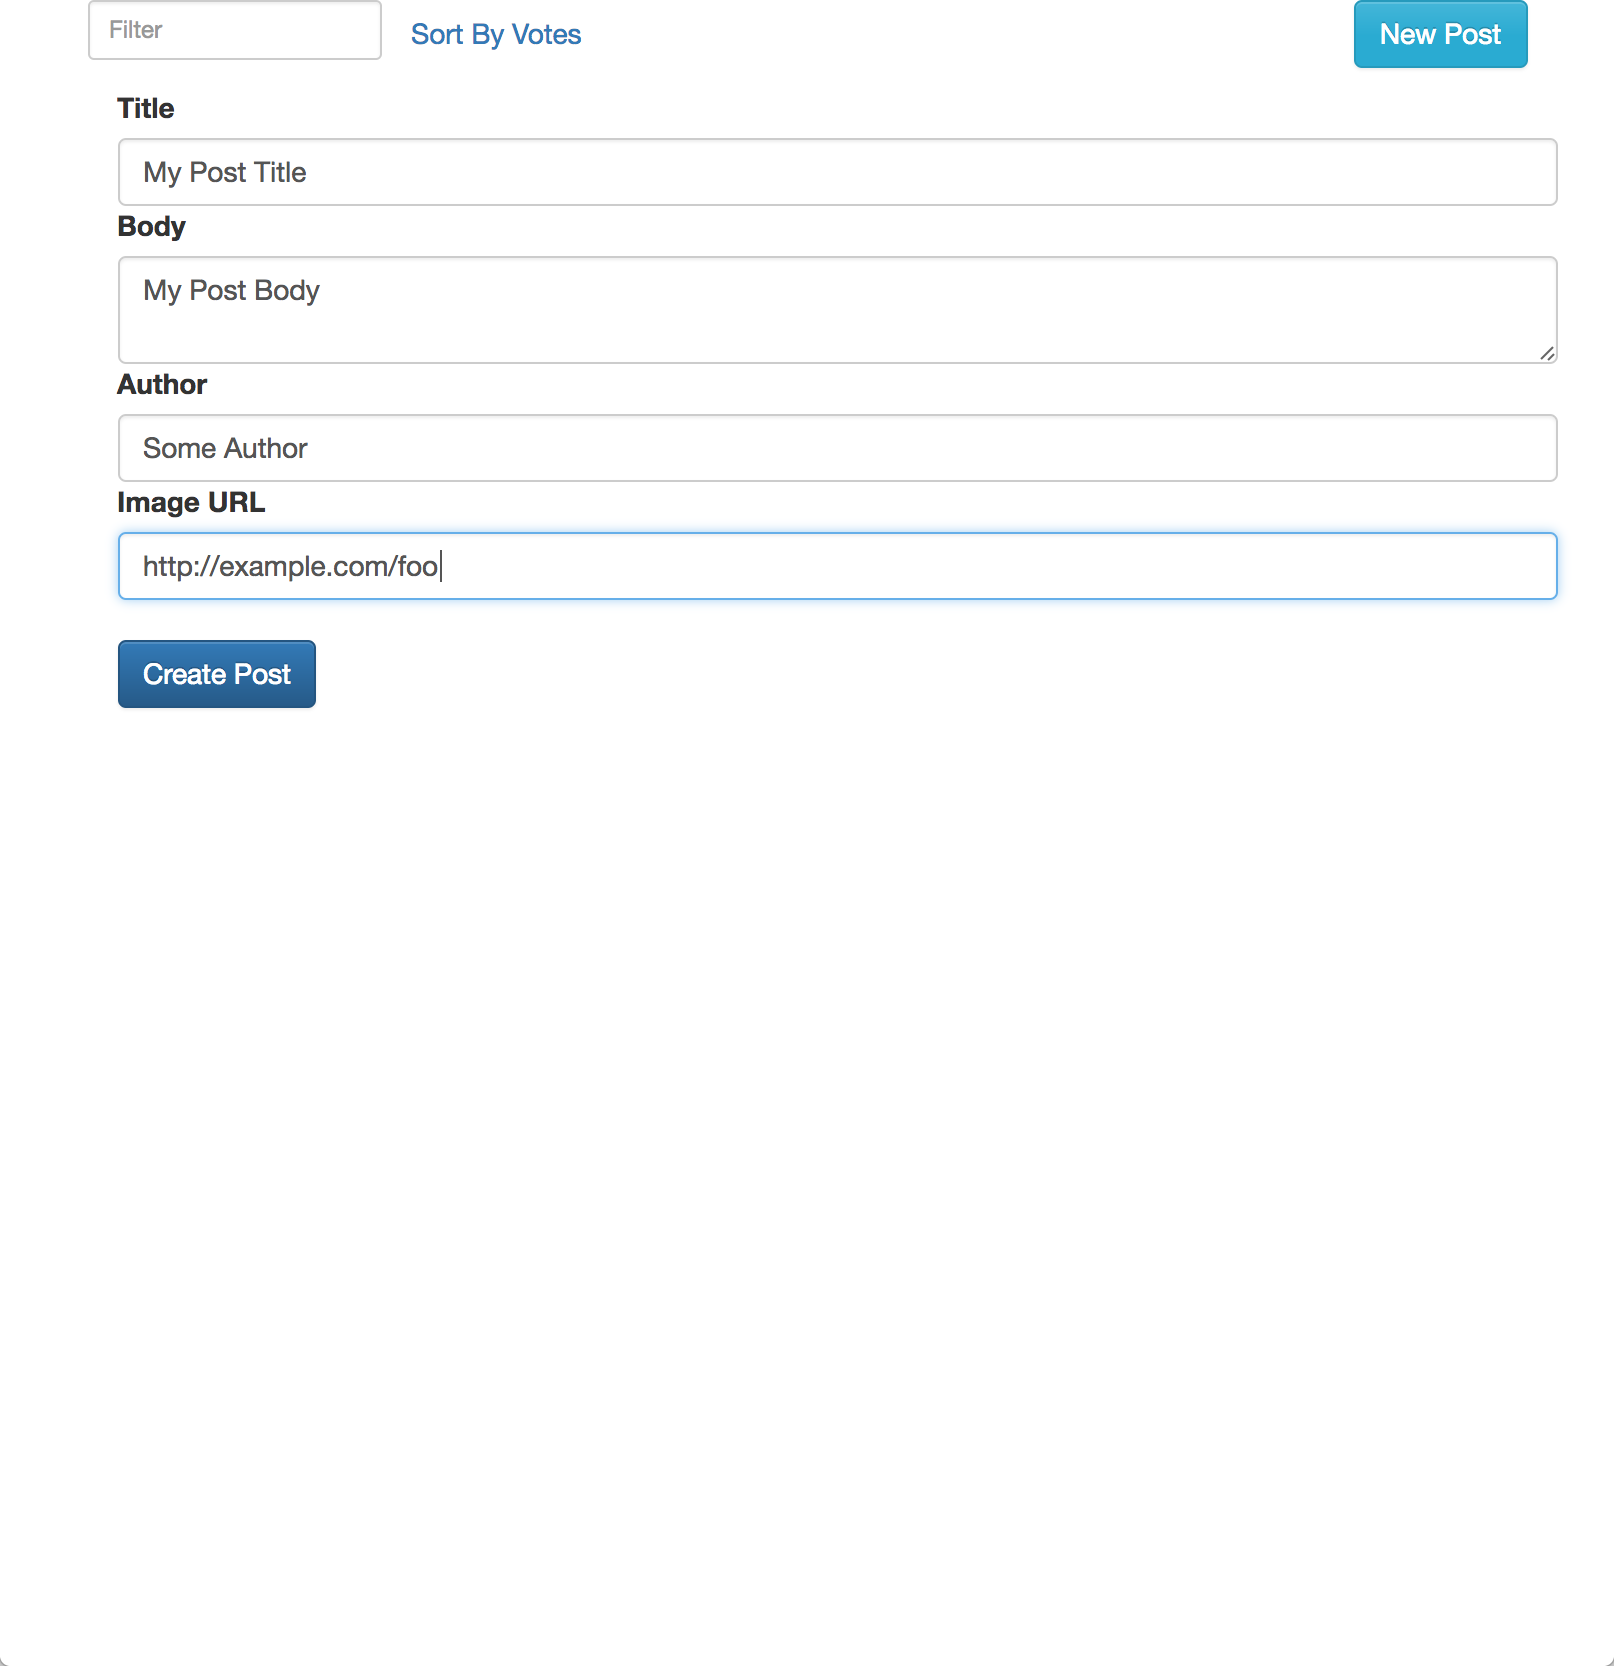 Filter
Sort By Votes
New Post
Title
My Post Title
Body
My Post Body
Author
Some Author
Image URL
http://example.com/foo
Create Post